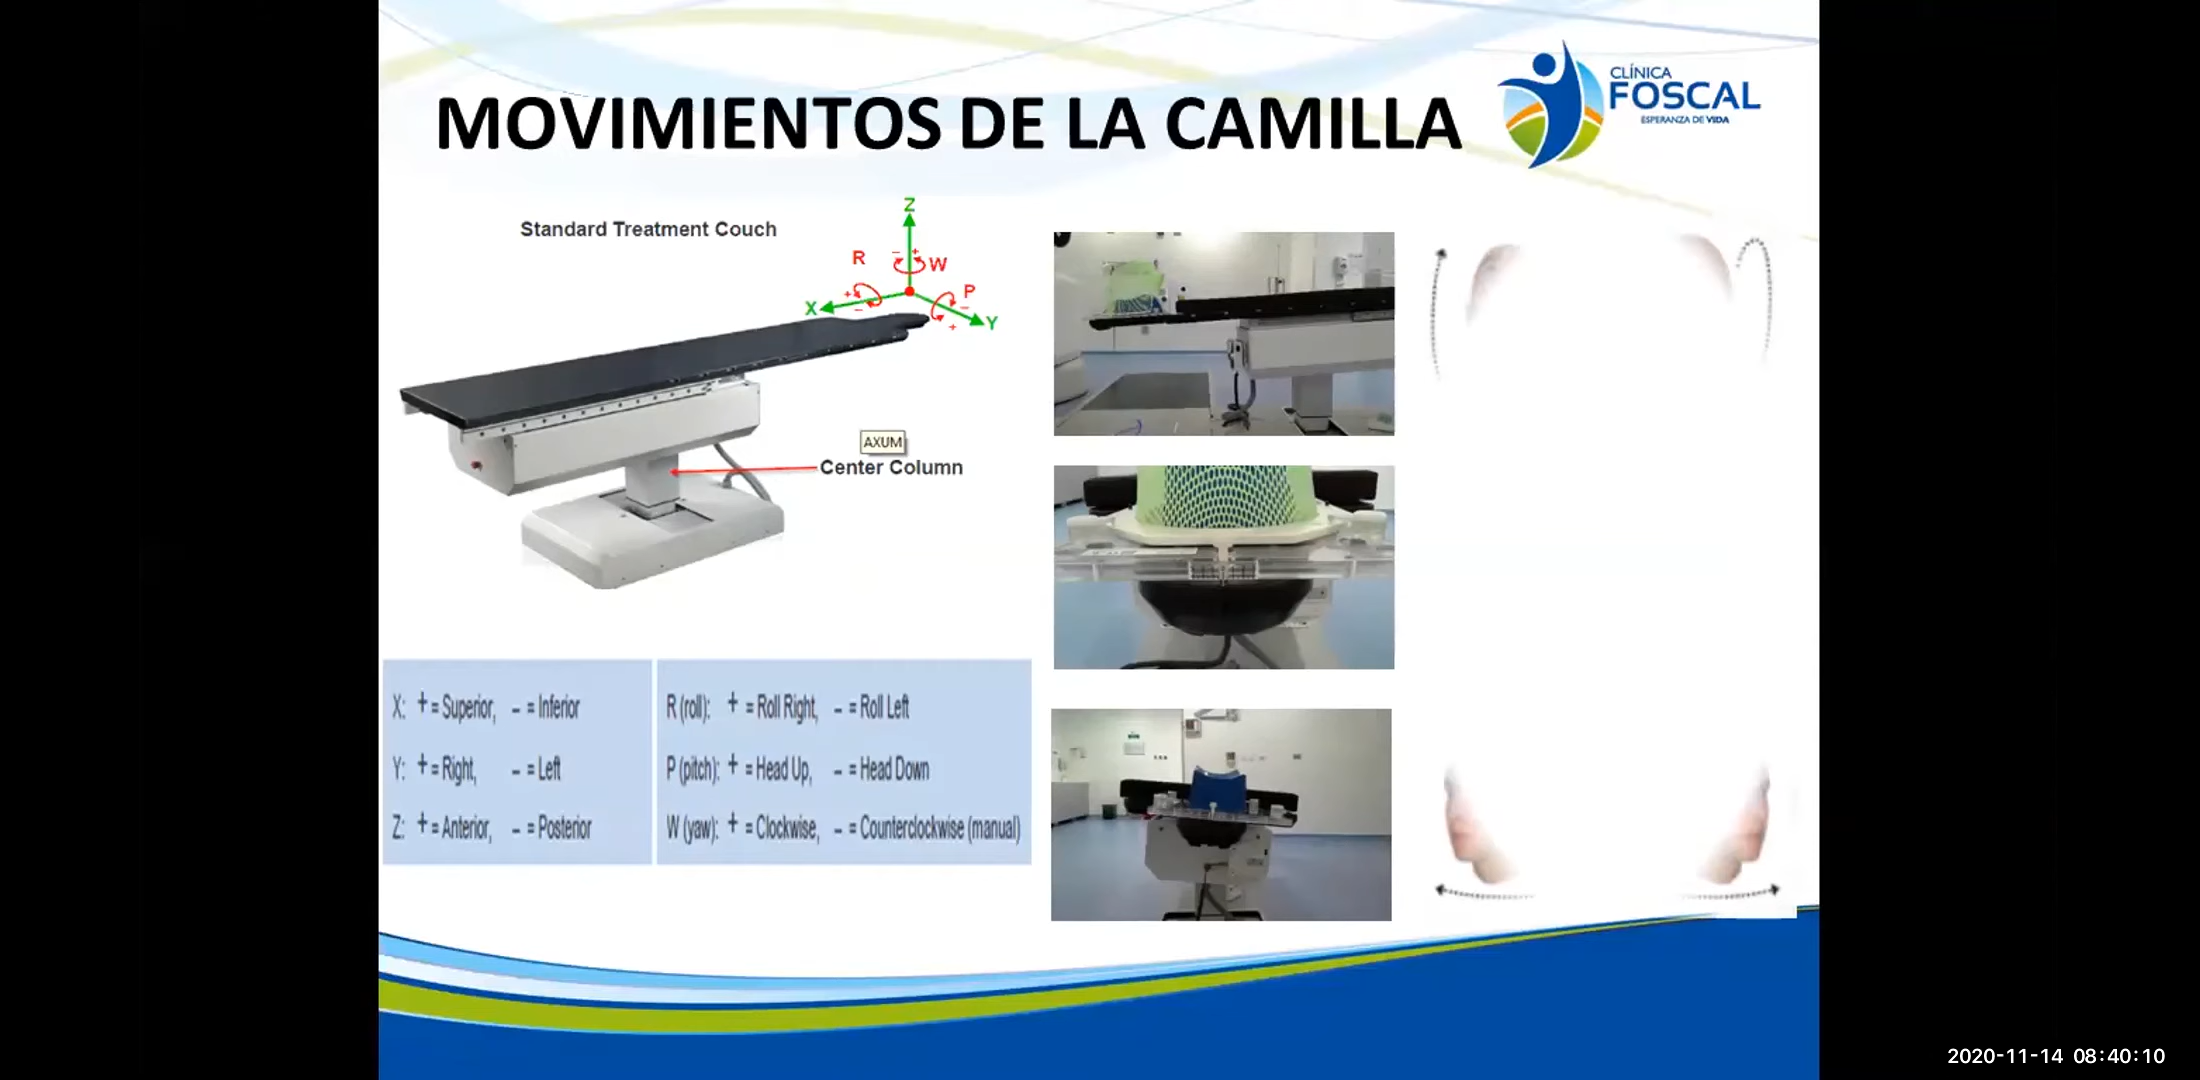 MOVIMIENTOS DE LA CAMILLA
CLÍNICA
FOSCAL
ESPERANZA DE VIDA
Standard Treatment Couch
Z
R
- +
W
+
-
P
-
+
X
Y
AXUM
Center Column
X: + = Superior, - = Inferior
Y: + = Right, - = Left
Z: + = Anterior, - = Posterior
R (roll): + = Roll Right, - = Roll Left
P (pitch): + = Head Up, - = Head Down
W (yaw): + = Clockwise, - = Counterclockwise (manual)
2020-11-14 08:40:10